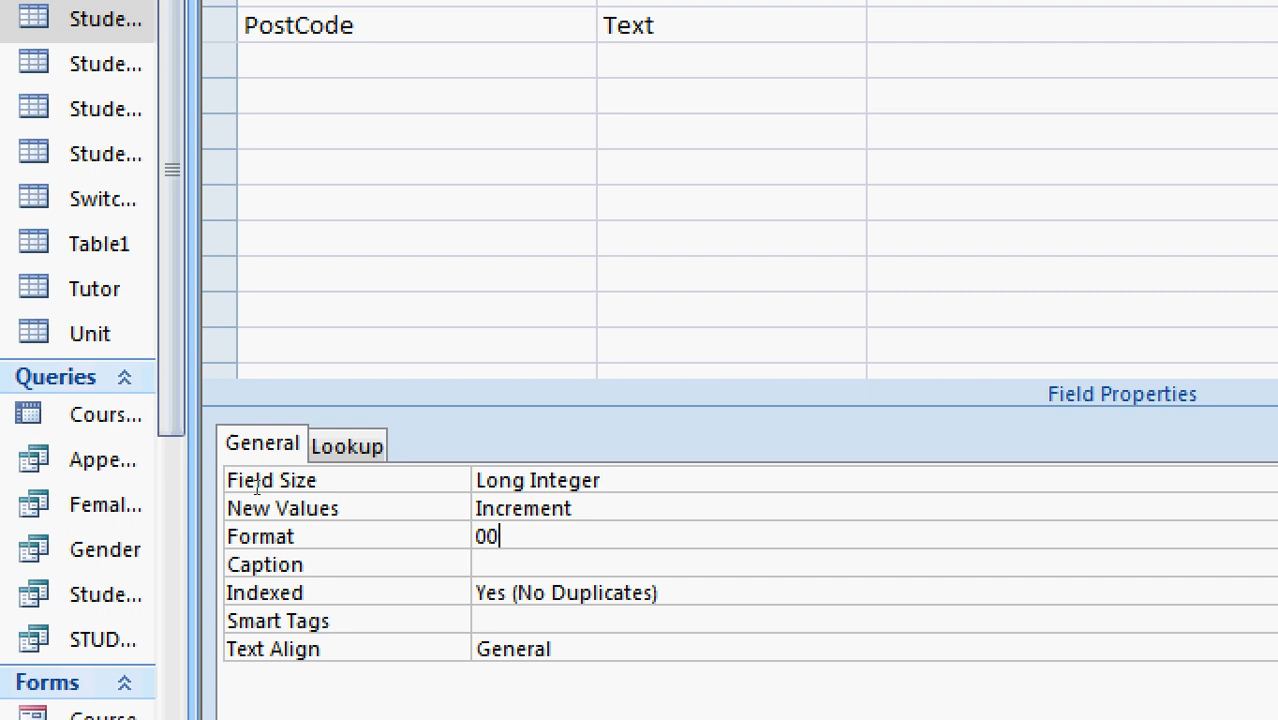 Stude...
Stude...
Stude...
Stude...
Switc...
Table1
Tutor
Unit
Queries
Cours...
Appe...
Femal...
Gender
Stude...
STUD...
Forms
Course
PostCode Text
Field Properties
General Lookup
Field Size Long Integer
New Values Increment
Format 00
Caption
Indexed Yes (No Duplicates)
Smart Tags
Text Align General